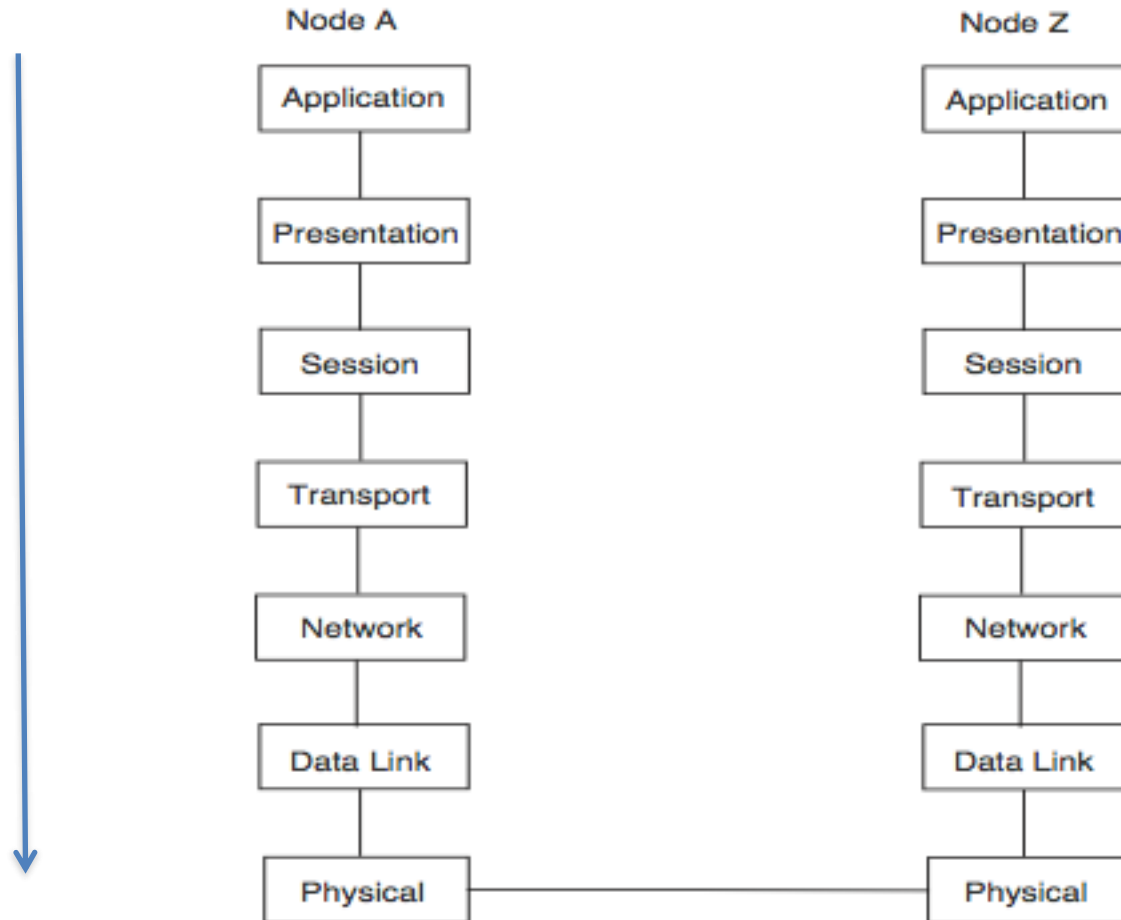 Node A
Node Z
Application
Application
Presentation
Presentation
Session
Session
Transport
Transport
Network
Network
Data Link
Data Link
Physical
Physical